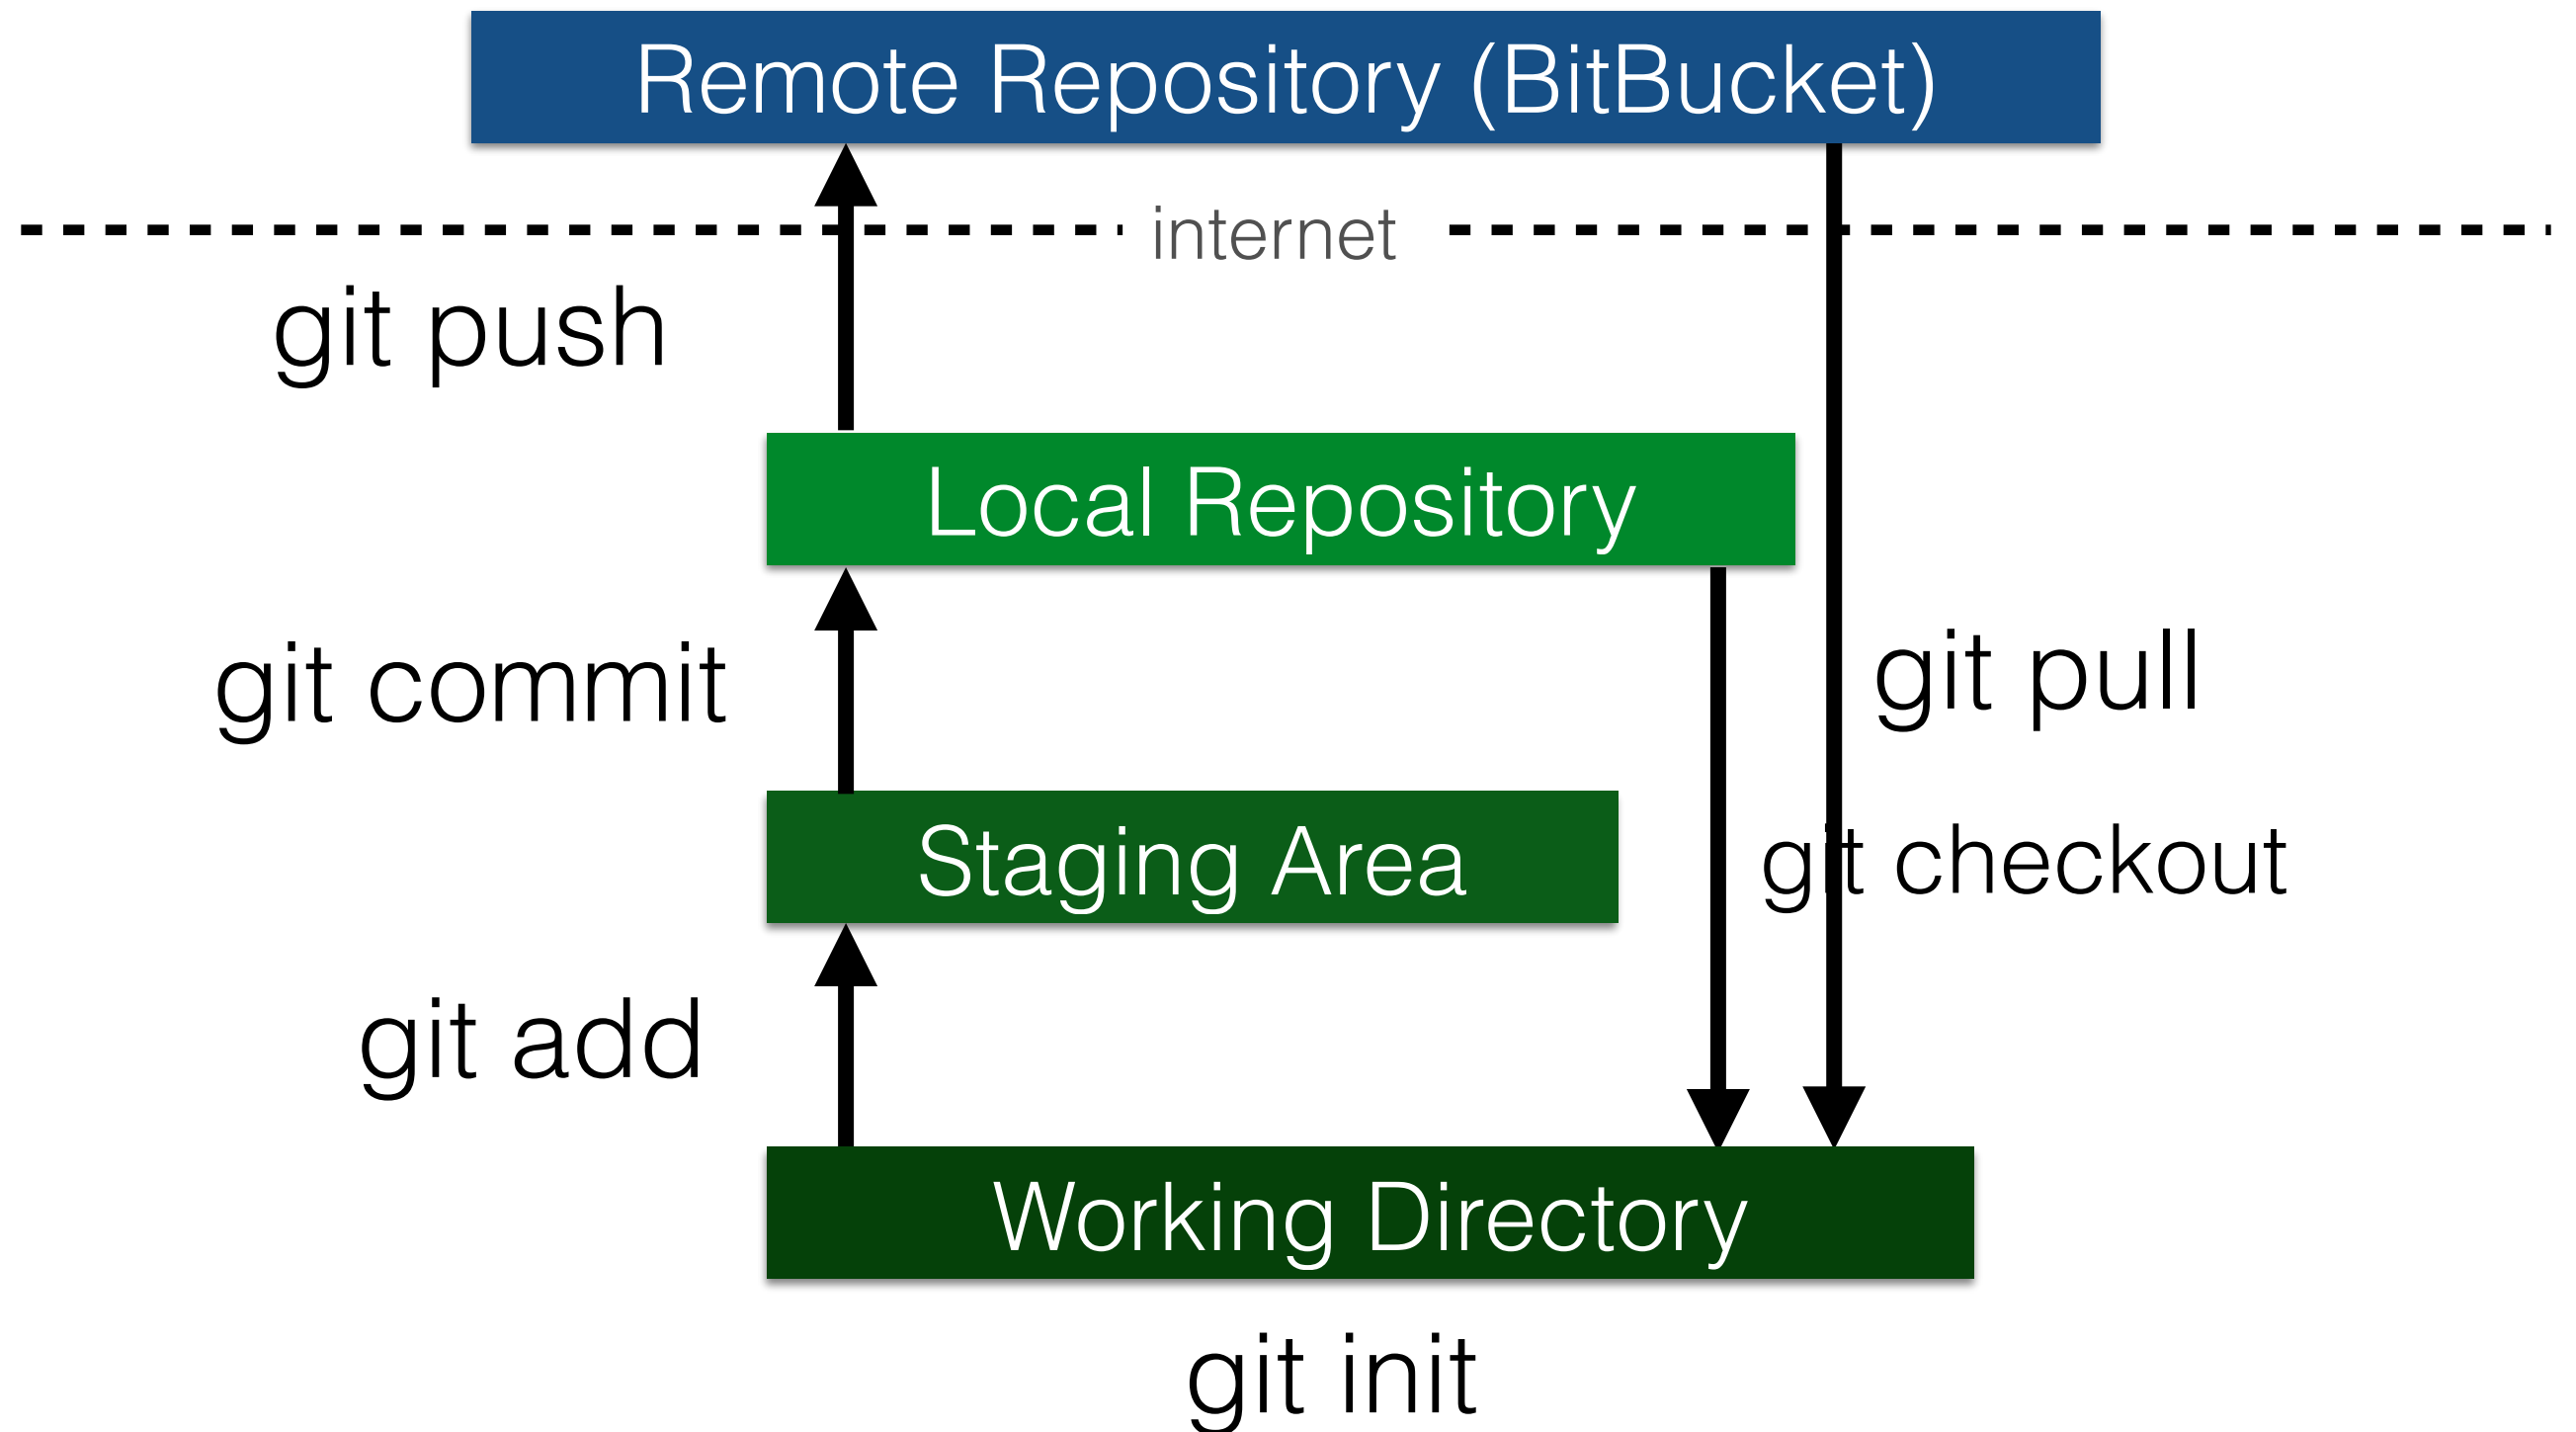 Remote Repository (BitBucket)
internet
git push
Local Repository
git commit
git pull
Staging Area
git checkout
git add
Working Directory
git init